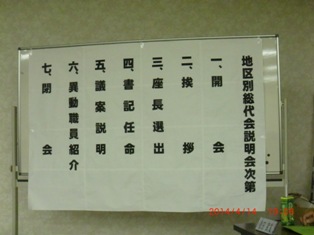 地区別総代会説明会次第
一、開　　会
二、挨　　拶
三、座長選出
四、書記任命
五、議案説明
六、異動職員紹介
七、閉　　会